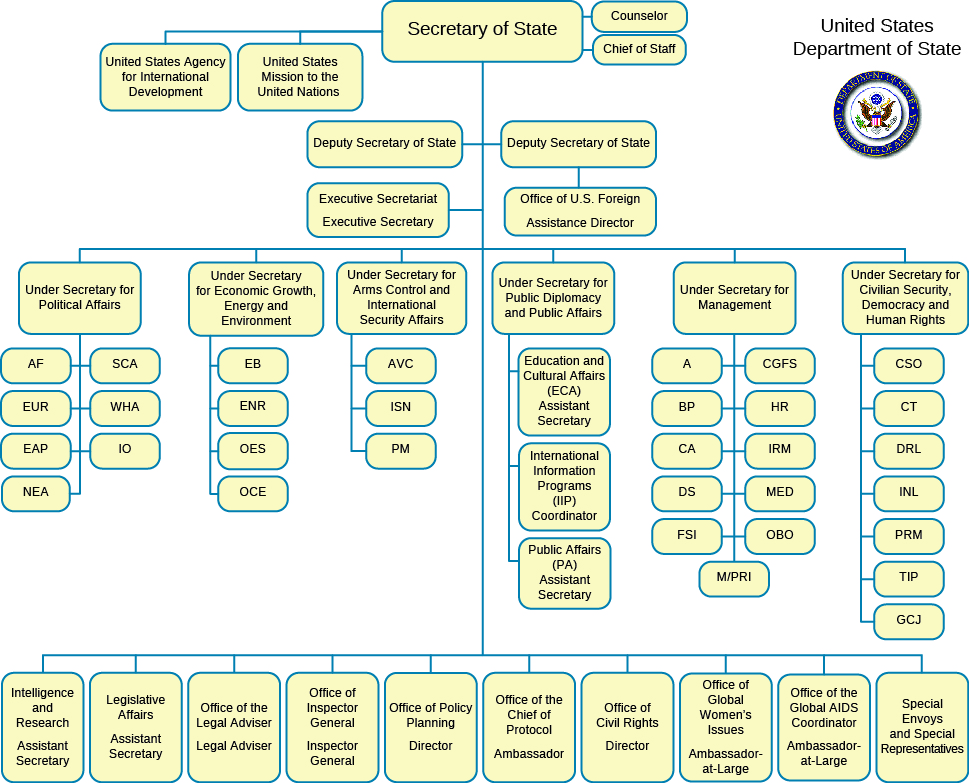 Secretary of State
Counselor
Chief of Staff
United States
Department of State
DEPARTMENT OF STATE
UNITED STATES OF AMERICA
United States Agency
for International
Development
United States
Mission to the
United Nations
Deputy Secretary of State
Deputy Secretary of State
Executive Secretariat
Executive Secretary
Office of U.S. Foreign
Assistance Director
Under Secretary for
Political Affairs
Under Secretary
for Economic Growth,
Energy and
Environment
Under Secretary for
Arms Control and
International
Security Affairs
Under Secretary for
Public Diplomacy
and Public Affairs
Under Secretary for
Management
Under Secretary for
Civilian Security,
Democracy and
Human Rights
AF
SCA
EUR
WHA
EAP
IO
NEA
EB
ENR
OES
OCE
AVC
ISN
PM
Education and
Cultural Affairs
(ECA)
Assistant
Secretary
International
Information
Programs
(IIP)
Coordinator
Public Affairs
(PA)
Assistant
Secretary
A
CGFS
BP
HR
CA
IRM
DS
MED
FSI
OBO
M/PRI
CSO
CT
DRL
INL
PRM
TIP
GCJ
Intelligence
and
Research
Assistant
Secretary
Legislative
Affairs
Assistant
Secretary
Office of the
Legal Adviser
Legal Adviser
Office of
Inspector
General
Inspector
General
Office of Policy
Planning
Director
Office of the
Chief of
Protocol
Ambassador
Office of
Civil Rights
Director
Office of
Global
Women's
Issues
Ambassador-
at-Large
Office of the
Global AIDS
Coordinator
Ambassador-
at-Large
Special
Envoys
and Special
Representatives